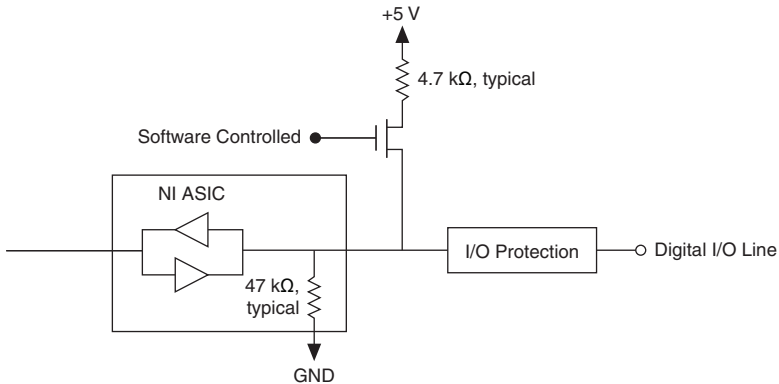 +5 V
4.7 kΩ, typical
Software Controlled
NI ASIC
I/O Protection
Digital I/O Line
47 kΩ,
typical
GND